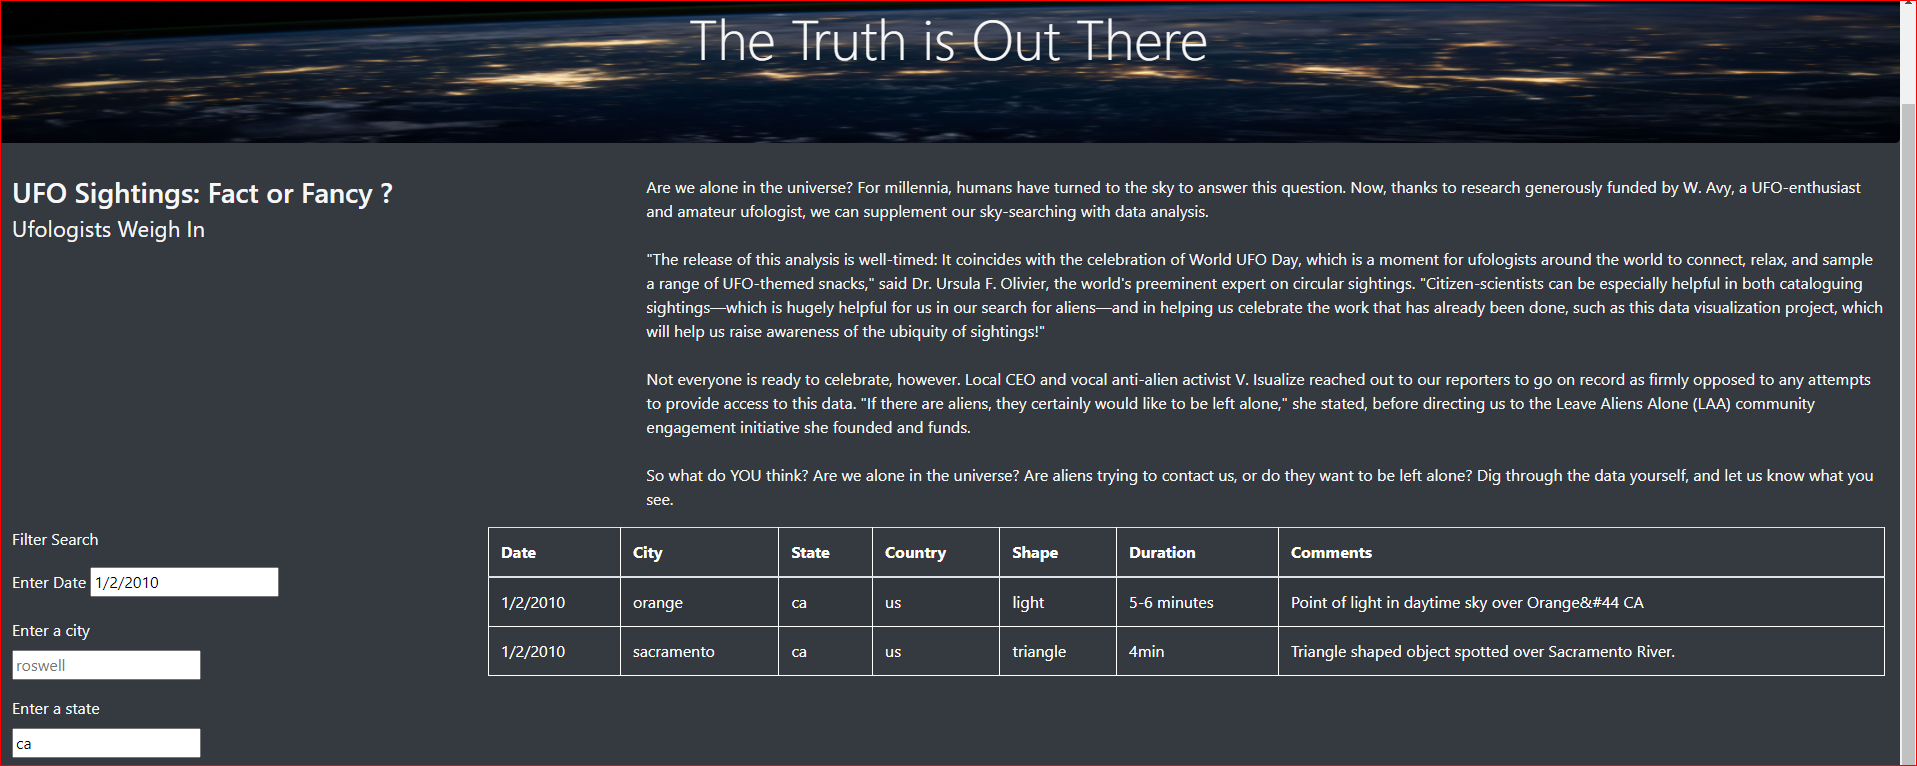 The Truth is Out There
UFO Sightings: Fact or Fancy ?
Ufologists Weigh In
Are we alone in the universe? For millennia, humans have turned to the sky to answer this question. Now, thanks to research generously funded by W. Avy, a UFO-enthusiast
and amateur ufologist, we can supplement our sky-searching with data analysis.
"The release of this analysis is well-timed: It coincides with the celebration of World UFO Day, which is a moment for ufologists around the world to connect, relax, and sample
a range of UFO-themed snacks," said Dr. Ursula F. Olivier, the world's preeminent expert on circular sightings. "Citizen-scientists can be especially helpful in both cataloguing
sightings—which is hugely helpful for us in our search for aliens—and in helping us celebrate the work that has already been done, such as this data visualization project, which
will help us raise awareness of the ubiquity of sightings!"
Not everyone is ready to celebrate, however. Local CEO and vocal anti-alien activist V. Isualize reached out to our reporters to go on record as firmly opposed to any attempts
to provide access to this data. "If there are aliens, they certainly would like to be left alone," she stated, before directing us to the Leave Aliens Alone (LAA) community
engagement initiative she founded and funds.
So what do YOU think? Are we alone in the universe? Are aliens trying to contact us, or do they want to be left alone? Dig through the data yourself, and let us know what you
see.
Filter Search
Enter Date 1/2/2010
Enter a city
roswell
Enter a state
ca
Date City State Country Shape Duration Comments
1/2/2010 orange ca us light 5-6 minutes Point of light in daytime sky over Orange&#44 CA
1/2/2010 sacramento ca us triangle 4min Triangle shaped object spotted over Sacramento River.